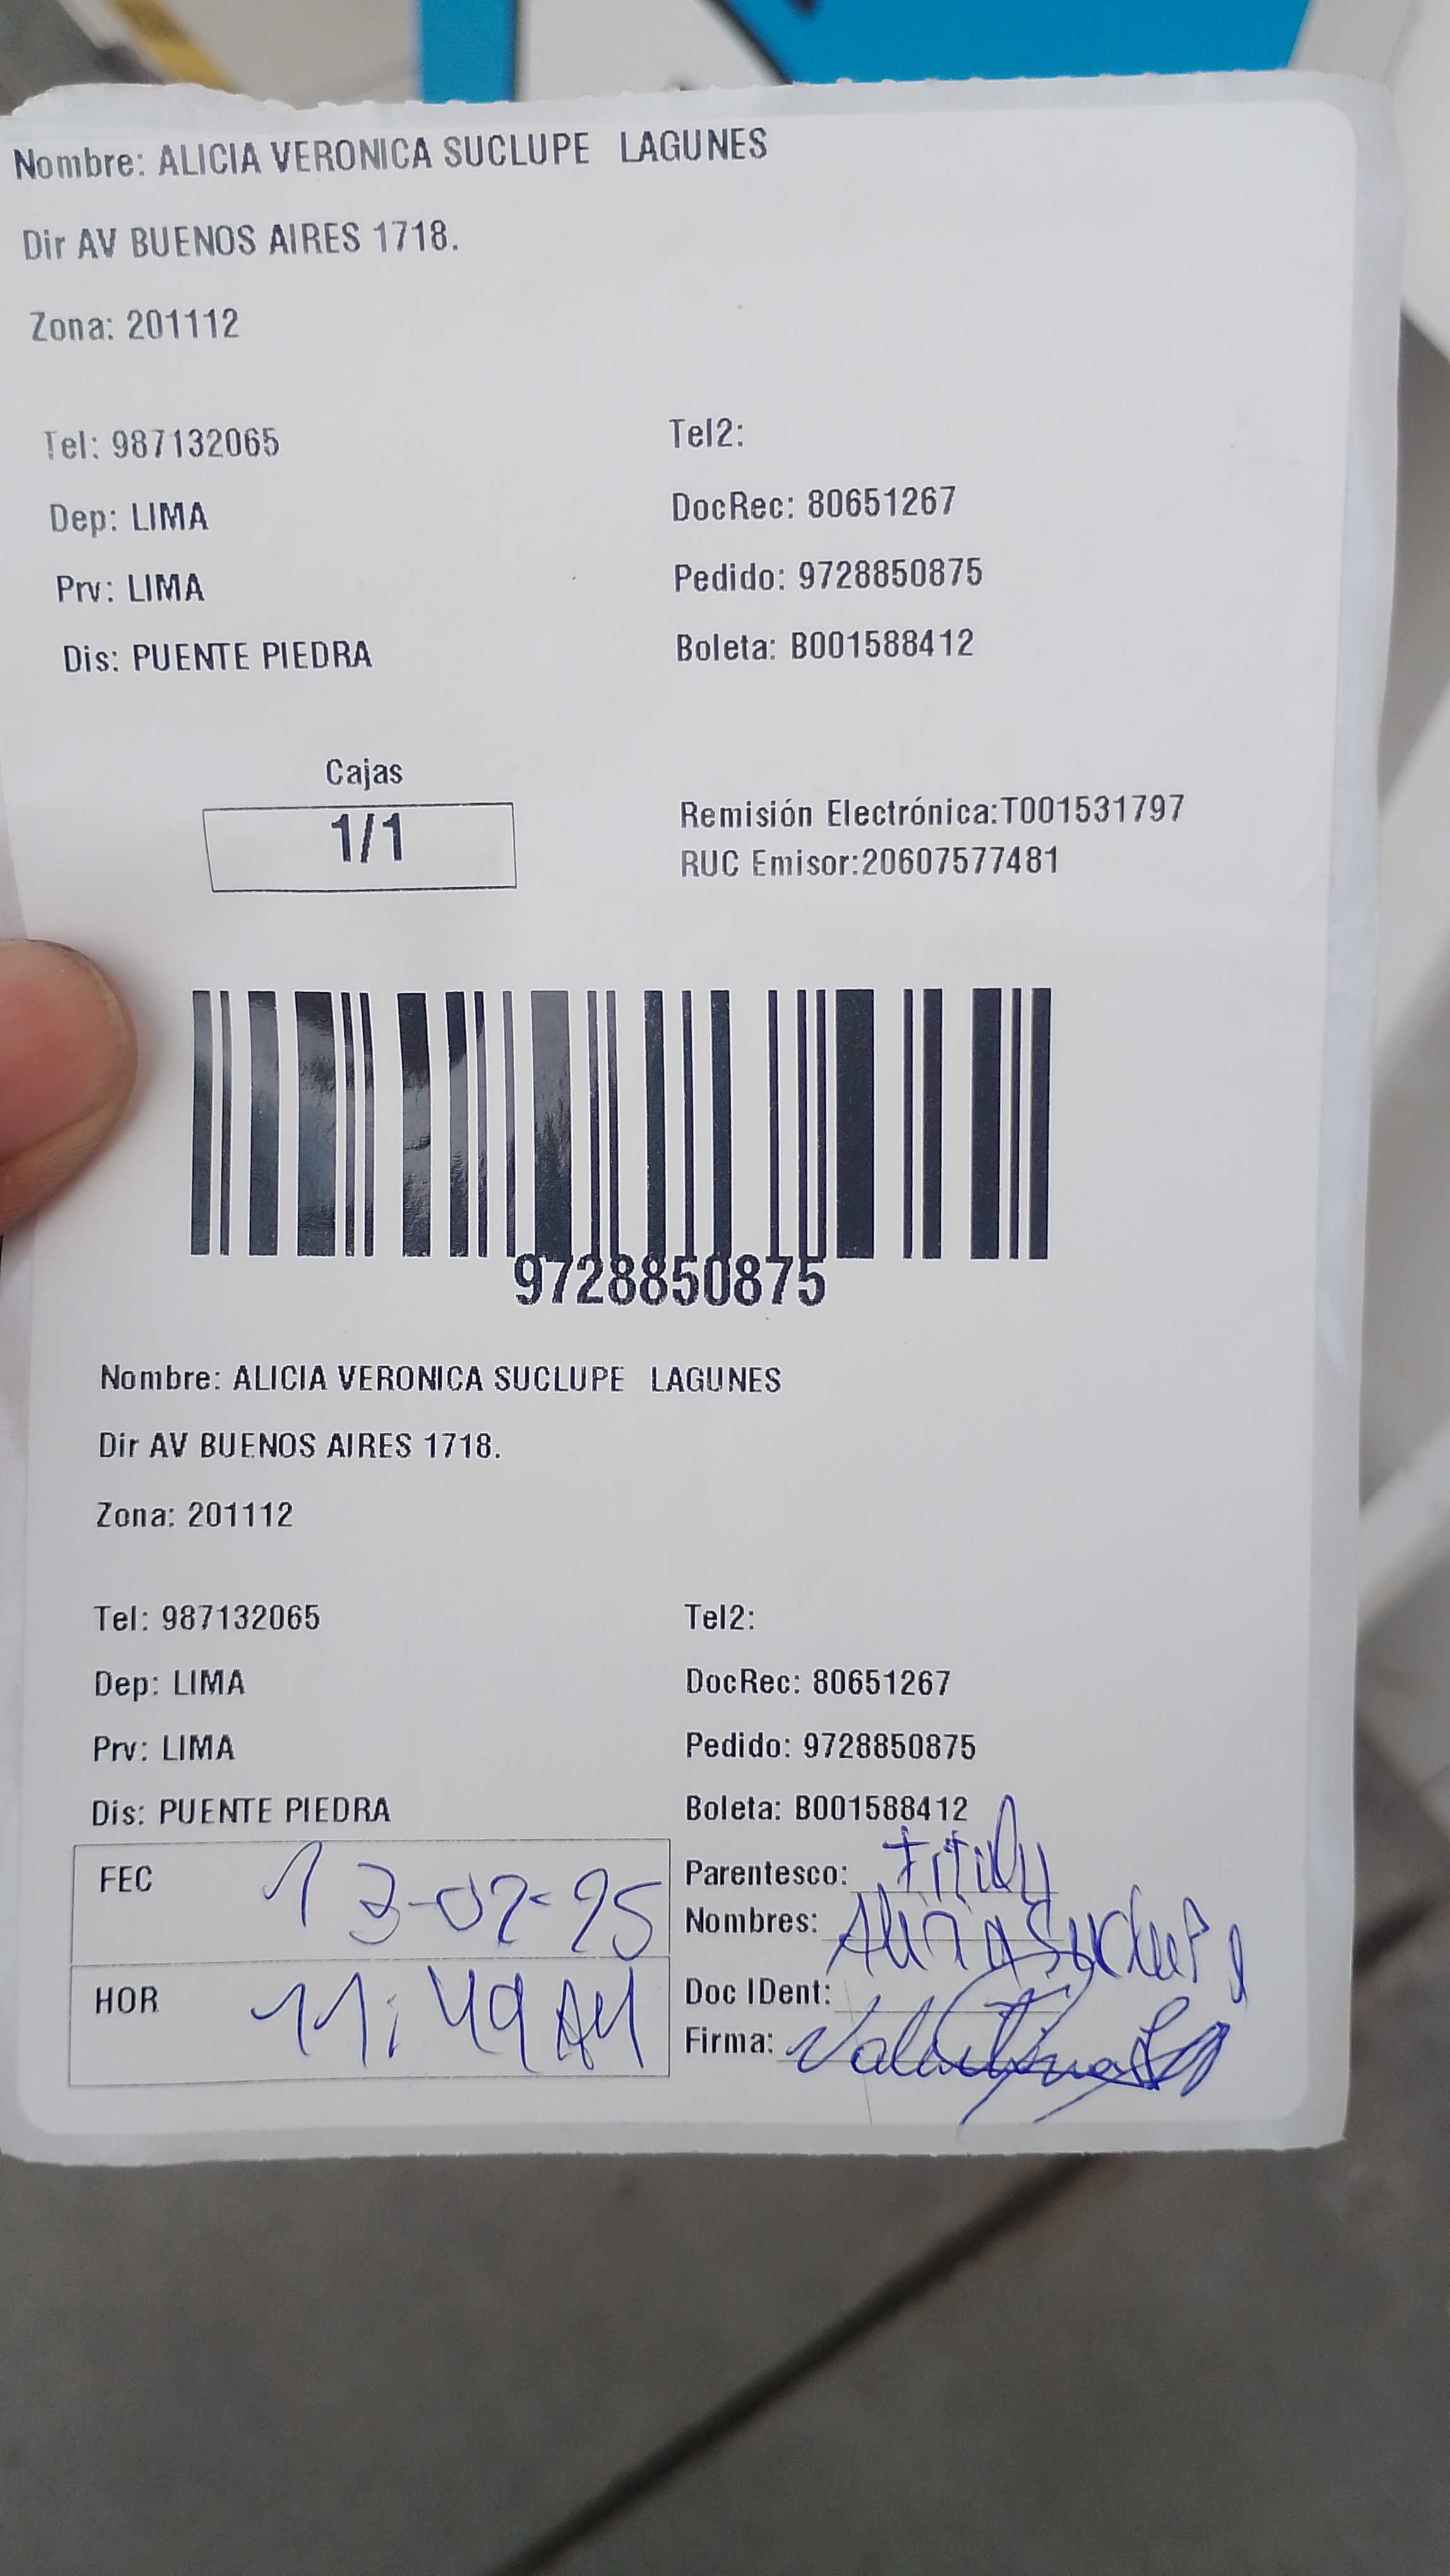 Nombre: ALICIA VERONICA SUCLUPE LAGUNES
Dir AV BUENOS AIRES 1718.
Zona: 201112
Tel: 987132065 Tel2:
Dep: LIMA DocRec: 80651267
Prv: LIMA Pedido: 9728850875
Dis: PUENTE PIEDRA Boleta: B001588412
Cajas
1/1
Remisión Electrónica:T001531797
RUC Emisor:20607577481
9728850875
Nombre: ALICIA VERONICA SUCLUPE LAGUNES
Dir AV BUENOS AIRES 1718.
Zona: 201112
Tel: 987132065 Tel2:
Dep: LIMA DocRec: 80651267
Prv: LIMA Pedido: 9728850875
Dis: PUENTE PIEDRA Boleta: B001588412
FEC 13-02-25 Parentesco:
Nombres: Alicia Suclupe
HOR 11:49 AM Doc IDent:
Firma: